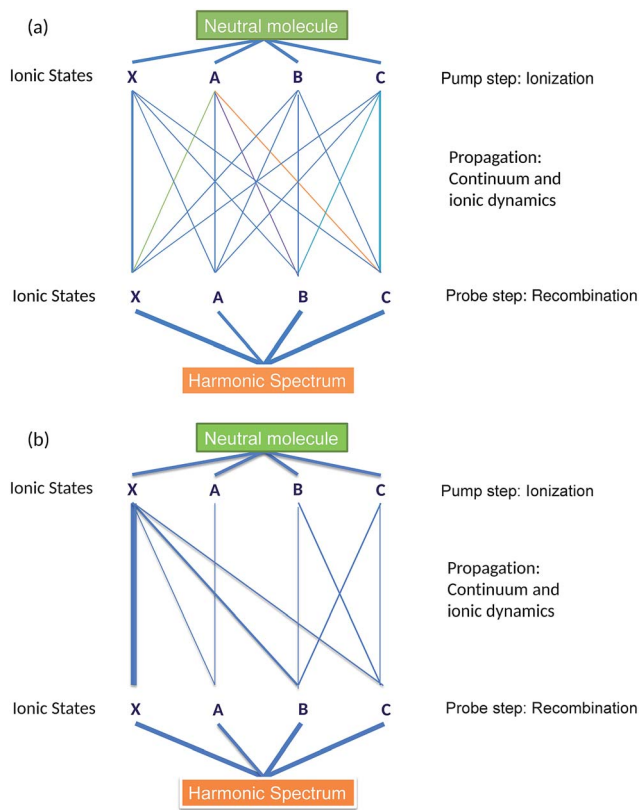 (a)
Neutral molecule
Ionic States X A B C Pump step: Ionization
Propagation:
Continuum and
ionic dynamics
Ionic States X A B C Probe step: Recombination
Harmonic Spectrum
(b)
Neutral molecule
Ionic States X A B C Pump step: Ionization
Propagation:
Continuum and
ionic dynamics
Ionic States X A B C Probe step: Recombination
Harmonic Spectrum